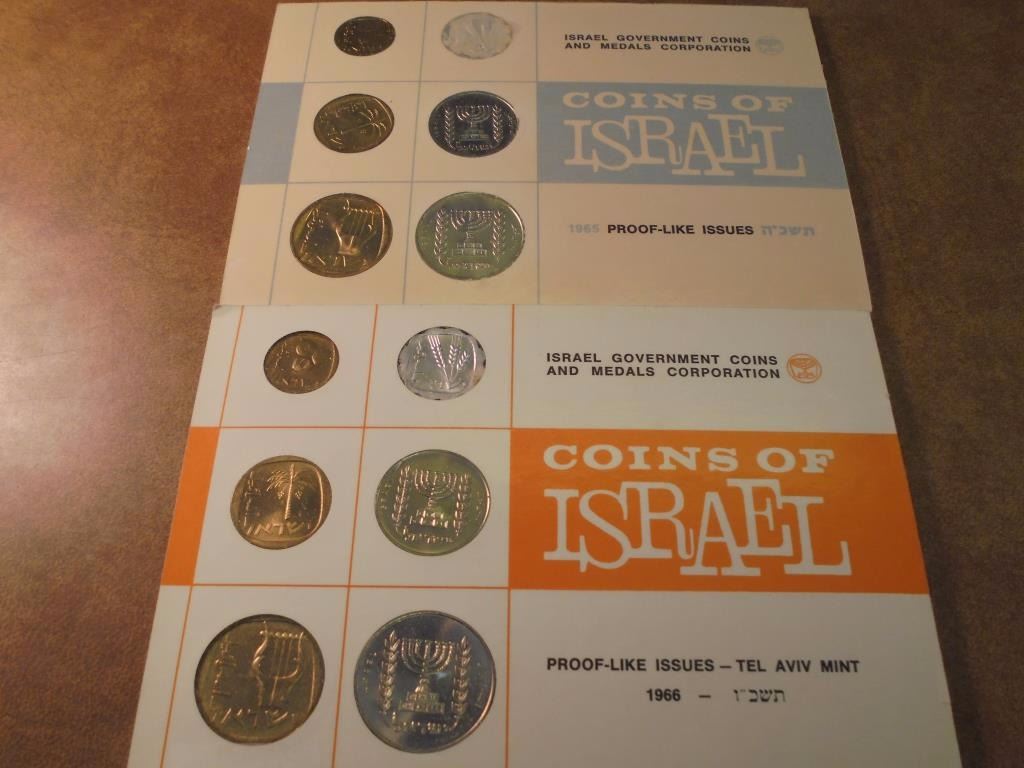 ISRAEL GOVERNMENT COINS
AND MEDALS CORPORATION
COINS OF
ISRAEL
1965 PROOF-LIKE ISSUES תשכ"ה
ISRAEL GOVERNMENT COINS
AND MEDALS CORPORATION
COINS OF
ISRAEL
PROOF-LIKE ISSUES – TEL AVIV MINT
1966 – תשכ"ו